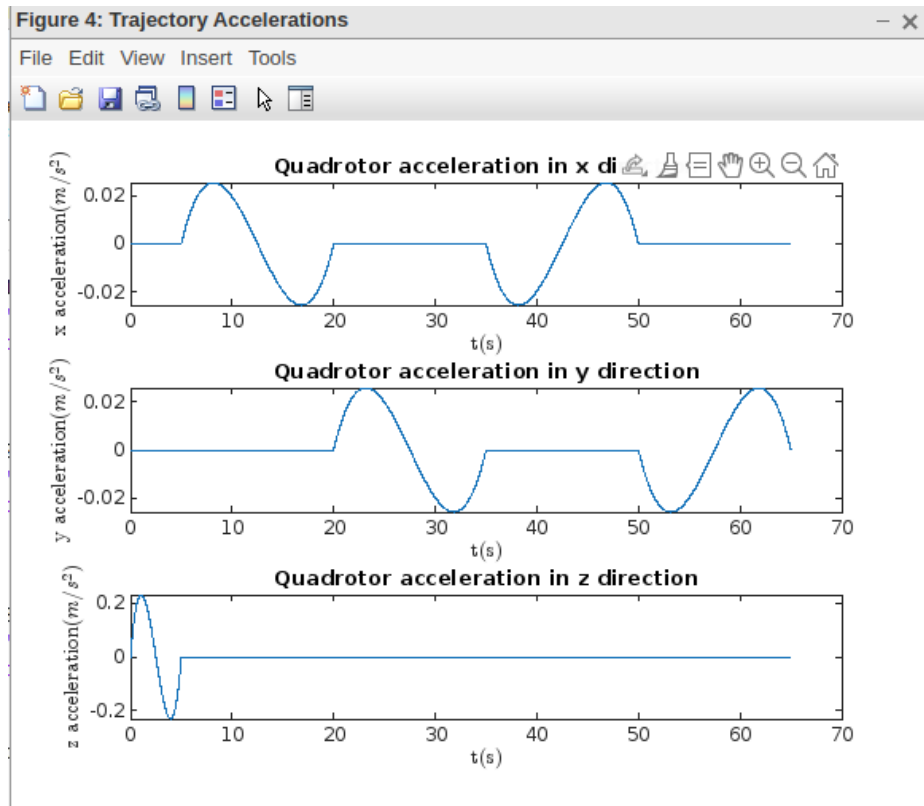 Figure 4: Trajectory Accelerations
File Edit View Insert Tools
Quadrotor acceleration in x di
x acceleration(m/s²)
0.02
0
-0.02
0 10 20 30 40 50 60 70
t(s)
Quadrotor acceleration in y direction
y acceleration(m/s²)
0.02
0
-0.02
0 10 20 30 40 50 60 70
t(s)
Quadrotor acceleration in z direction
z acceleration(m/s²)
0.2
0
-0.2
0 10 20 30 40 50 60 70
t(s)